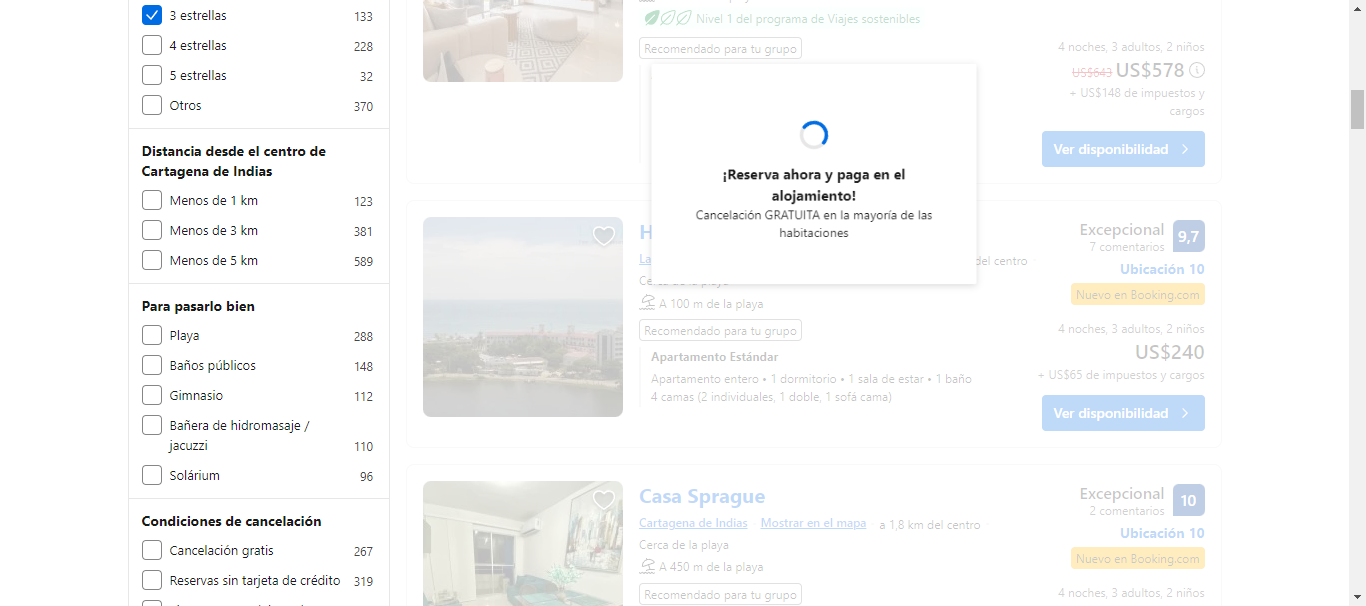 3 estrellas 133
4 estrellas 228
5 estrellas 32
Otros 370
Distancia desde el centro de
Cartagena de Indias
Menos de 1 km 123
Menos de 3 km 381
Menos de 5 km 589
Para pasarlo bien
Playa 288
Baños públicos 148
Gimnasio 112
Bañera de hidromasaje /
jacuzzi 110
Solárium 96
Condiciones de cancelación
Cancelación gratis 267
Reservas sin tarjeta de crédito 319
Nivel 1 del programa de Viajes sostenibles
Recomendado para tu grupo
4 noches, 3 adultos, 2 niños
US$643 US$578
+ US$148 de impuestos y
cargos
Ver disponibilidad
¡Reserva ahora y paga en el
alojamiento!
Cancelación GRATUITA en la mayoría de las
habitaciones
H
La
del centro
Cerca de la playa
A 100 m de la playa
Recomendado para tu grupo
Apartamento Estándar
Apartamento entero • 1 dormitorio • 1 sala de estar • 1 baño
4 camas (2 individuales, 1 doble, 1 sofá cama)
Excepcional 9,7
7 comentarios
Ubicación 10
Nuevo en Booking.com
4 noches, 3 adultos, 2 niños
US$240
+ US$65 de impuestos y cargos
Ver disponibilidad
Casa Sprague
Cartagena de Indias Mostrar en el mapa a 1,8 km del centro
Cerca de la playa
A 450 m de la playa
Recomendado para tu grupo
Excepcional 10
2 comentarios
Ubicación 10
Nuevo en Booking.com
4 noches, 3 adultos, 2 niños